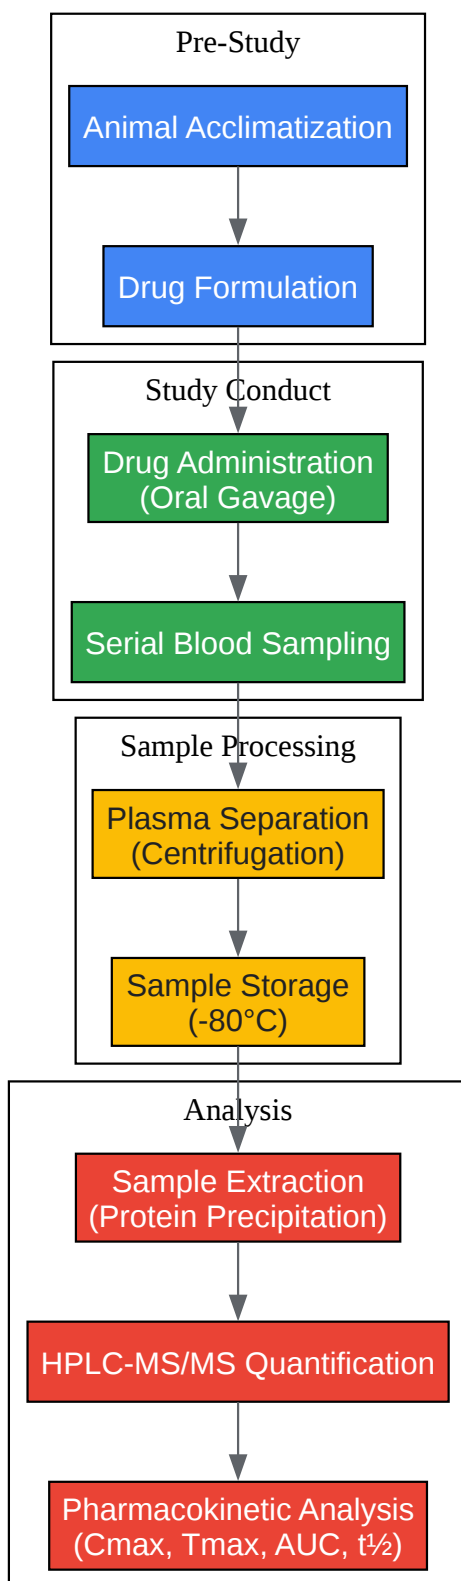 Pre-Study
Animal Acclimatization
Drug Formulation
Study Conduct
Drug Administration
(Oral Gavage)
Serial Blood Sampling
Sample Processing
Plasma Separation
(Centrifugation)
Sample Storage
(-80°C)
Analysis
Sample Extraction
(Protein Precipitation)
HPLC-MS/MS Quantification
Pharmacokinetic Analysis
(Cmax, Tmax, AUC, t½)